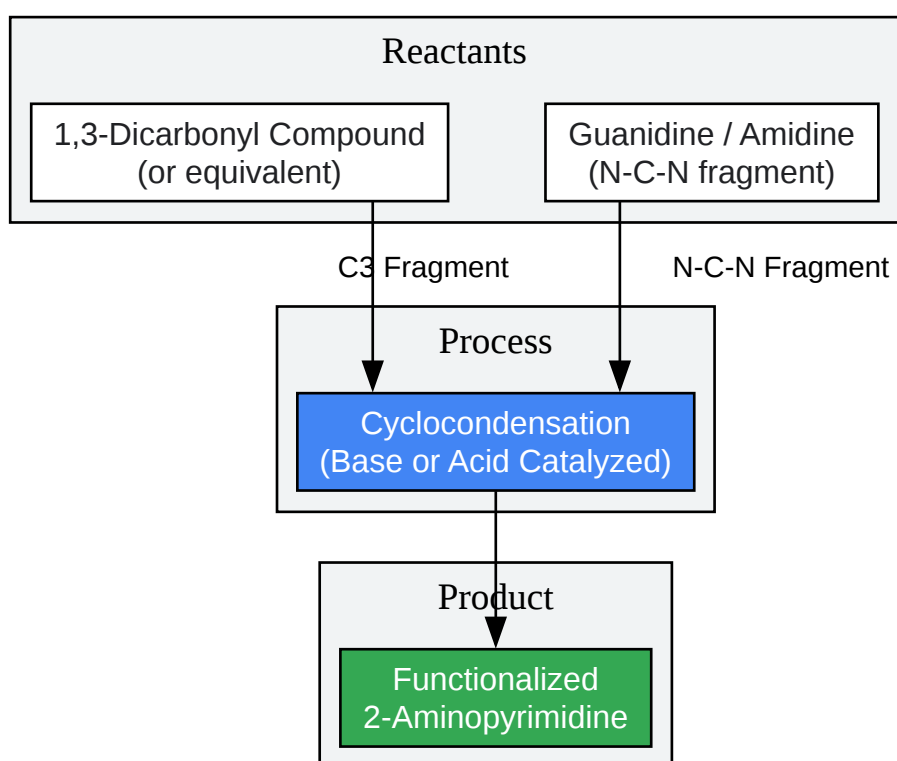 Reactants
1,3-Dicarbonyl Compound
(or equivalent)
Guanidine / Amidine
(N-C-N fragment)
C3 Fragment
N-C-N Fragment
Process
Cyclocondensation
(Base or Acid Catalyzed)
Product
Functionalized
2-Aminopyrimidine